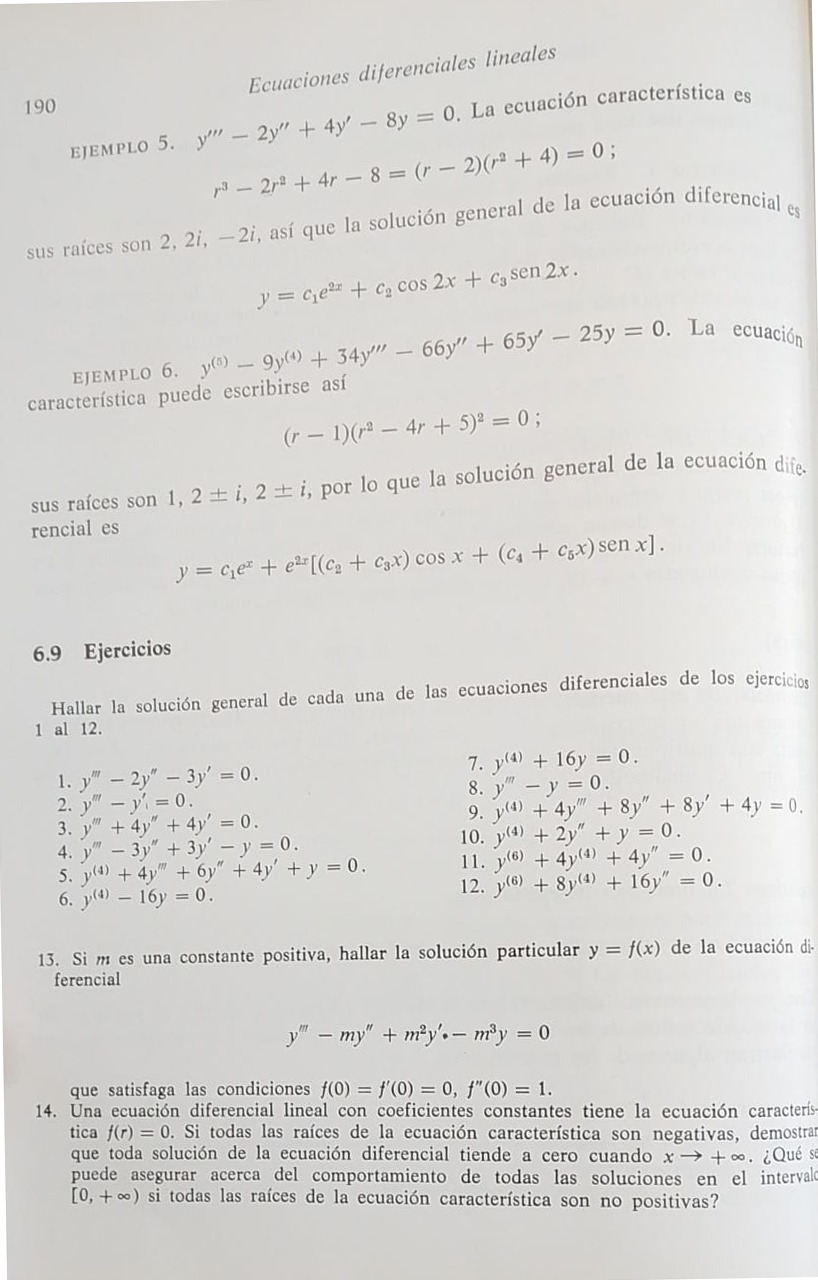 190
Ecuaciones diferenciales lineales
EJEMPLO 5. y''' − 2y'' + 4y' − 8y = 0. La ecuación característica es
r³ − 2r² + 4r − 8 = (r − 2)(r² + 4) = 0 ;
sus raíces son 2, 2i, −2i, así que la solución general de la ecuación diferencial es
y = c₁e²ˣ + c₂ cos 2x + c₃ sen 2x .
EJEMPLO 6. y⁽⁵⁾ − 9y⁽⁴⁾ + 34y''' − 66y'' + 65y' − 25y = 0. La ecuación
característica puede escribirse así
(r − 1)(r² − 4r + 5)² = 0 ;
sus raíces son 1, 2 ± i, 2 ± i, por lo que la solución general de la ecuación dife-
rencial es
y = c₁eˣ + e²ˣ[(c₂ + c₃x) cos x + (c₄ + c₅x) sen x] .
6.9 Ejercicios
Hallar la solución general de cada una de las ecuaciones diferenciales de los ejercicios
1 al 12.
1. y''' − 2y'' − 3y' = 0.
2. y''' − y' = 0.
3. y''' + 4y'' + 4y' = 0.
4. y''' − 3y'' + 3y' − y = 0.
5. y⁽⁴⁾ + 4y''' + 6y'' + 4y' + y = 0.
6. y⁽⁴⁾ − 16y = 0.
7. y⁽⁴⁾ + 16y = 0.
8. y''' − y = 0.
9. y⁽⁴⁾ + 4y''' + 8y'' + 8y' + 4y = 0.
10. y⁽⁴⁾ + 2y'' + y = 0.
11. y⁽⁶⁾ + 4y⁽⁴⁾ + 4y'' = 0.
12. y⁽⁶⁾ + 8y⁽⁴⁾ + 16y'' = 0.
13. Si m es una constante positiva, hallar la solución particular y = f(x) de la ecuación di-
ferencial
y''' − my'' + m²y' − m³y = 0
que satisfaga las condiciones f(0) = f'(0) = 0, f''(0) = 1.
14. Una ecuación diferencial lineal con coeficientes constantes tiene la ecuación caracterís-
tica f(r) = 0. Si todas las raíces de la ecuación característica son negativas, demostrar
que toda solución de la ecuación diferencial tiende a cero cuando x → +∞. ¿Qué se
puede asegurar acerca del comportamiento de todas las soluciones en el intervalo
[0, +∞) si todas las raíces de la ecuación característica son no positivas?